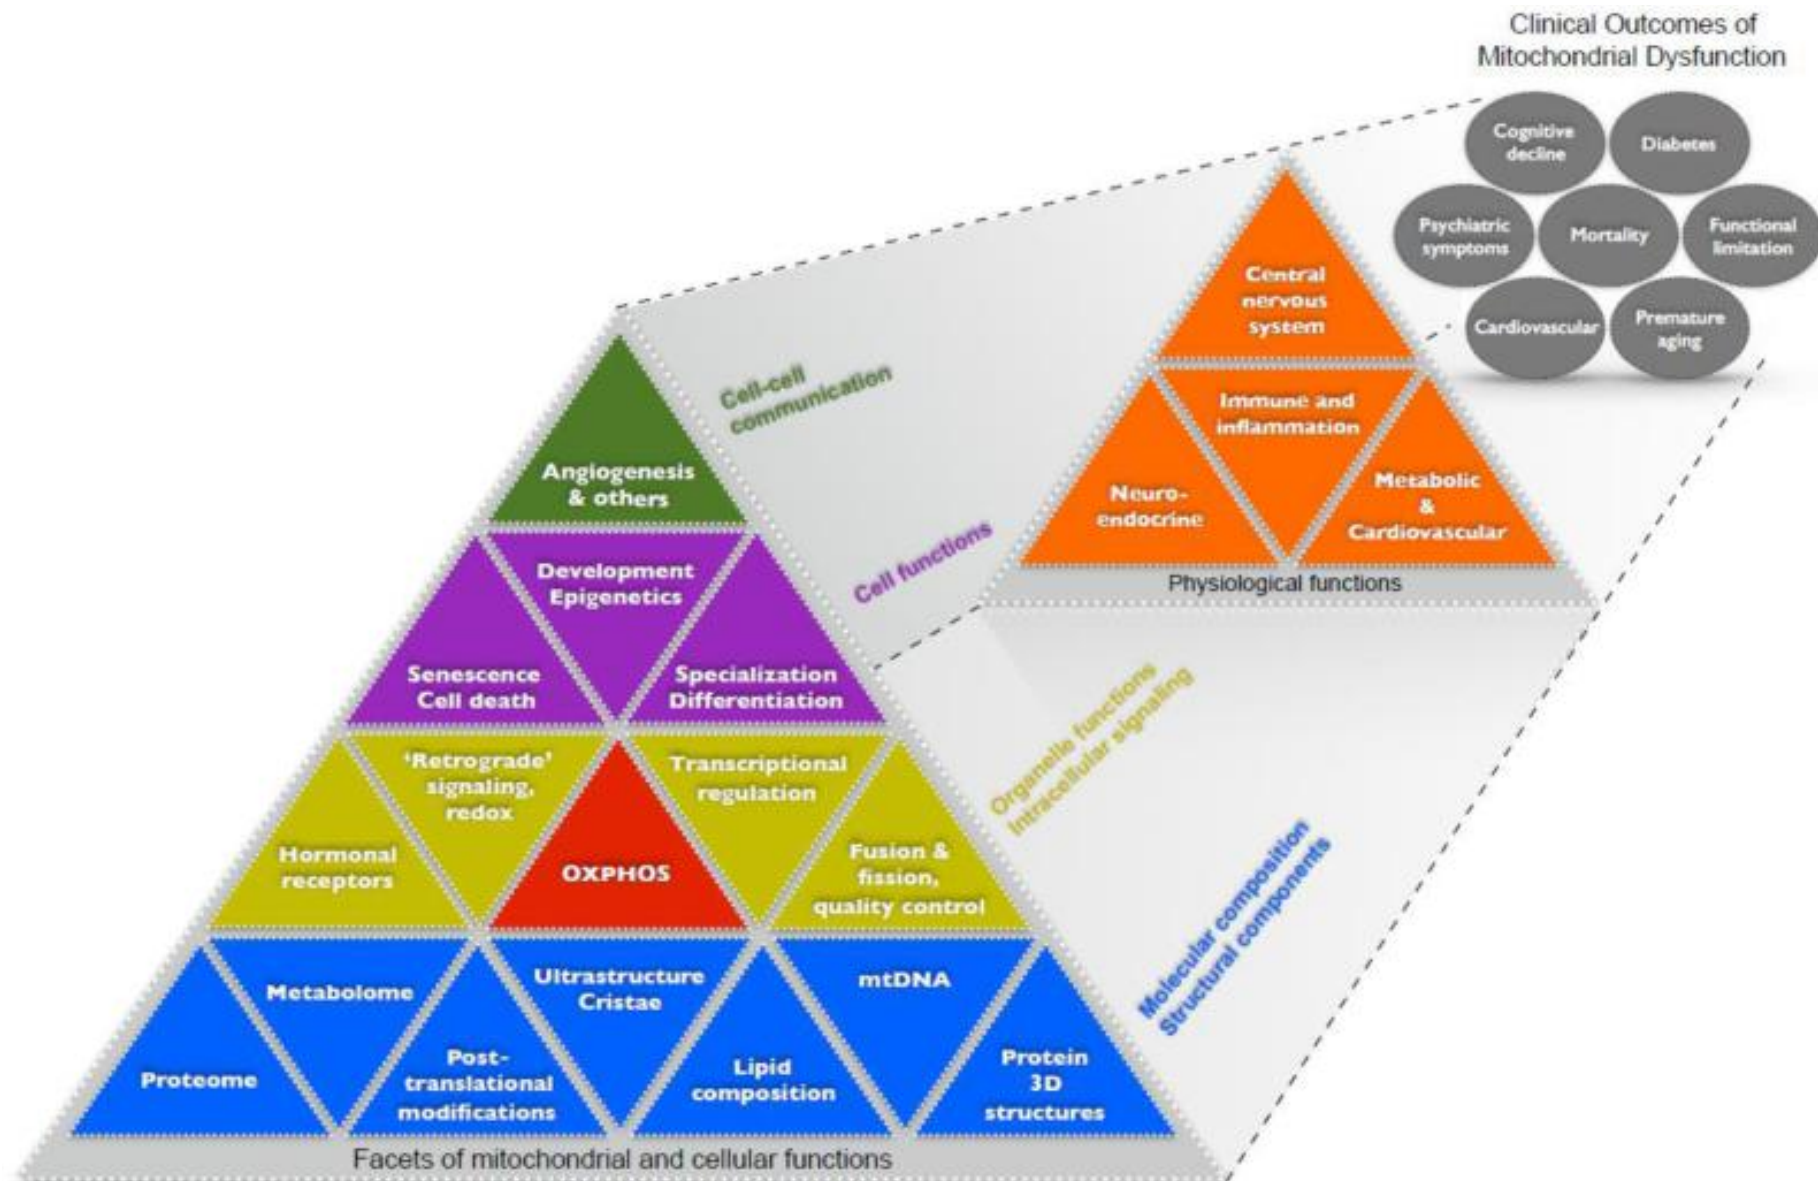 Clinical Outcomes of
Mitochondrial Dysfunction
Cognitive
decline
Diabetes
Psychiatric
symptoms
Mortality
Functional
limitation
Cardiovascular
Premature
aging
Central
nervous
system
Immune and
inflammation
Neuro-
endocrine
Metabolic
&
Cardiovascular
Physiological functions
Cell-cell
communication
Cell functions
Organelle functions
Intracellular signaling
Molecular composition
Structural components
Angiogenesis
& others
Development
Epigenetics
Senescence
Cell death
Specialization
Differentiation
'Retrograde'
signaling,
redox
Transcriptional
regulation
Hormonal
receptors
OXPHOS
Fusion &
fission,
quality control
Metabolome
Ultrastructure
Cristae
mtDNA
Proteome
Post-
translational
modifications
Lipid
composition
Protein
3D
structures
Facets of mitochondrial and cellular functions